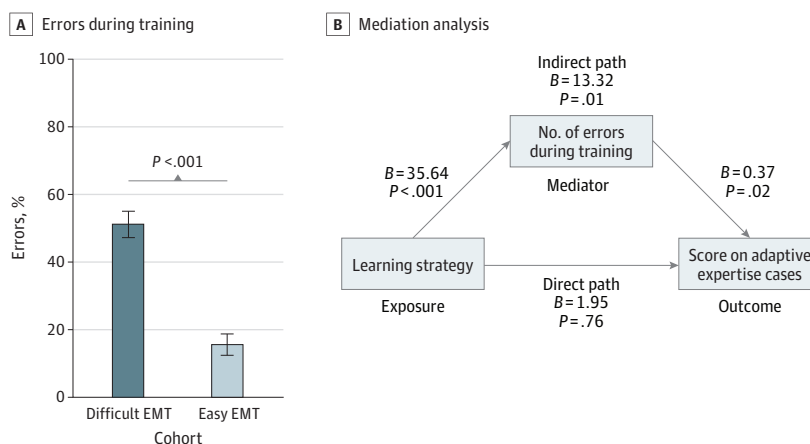 A Errors during training
100
80
60
40
20
0
Errors, %
P <.001
Difficult EMT
Easy EMT
Cohort
B Mediation analysis
Indirect path
B = 13.32
P = .01
No. of errors
during training
Mediator
B = 35.64
P <.001
B = 0.37
P = .02
Learning strategy
Exposure
Direct path
B = 1.95
P = .76
Score on adaptive
expertise cases
Outcome